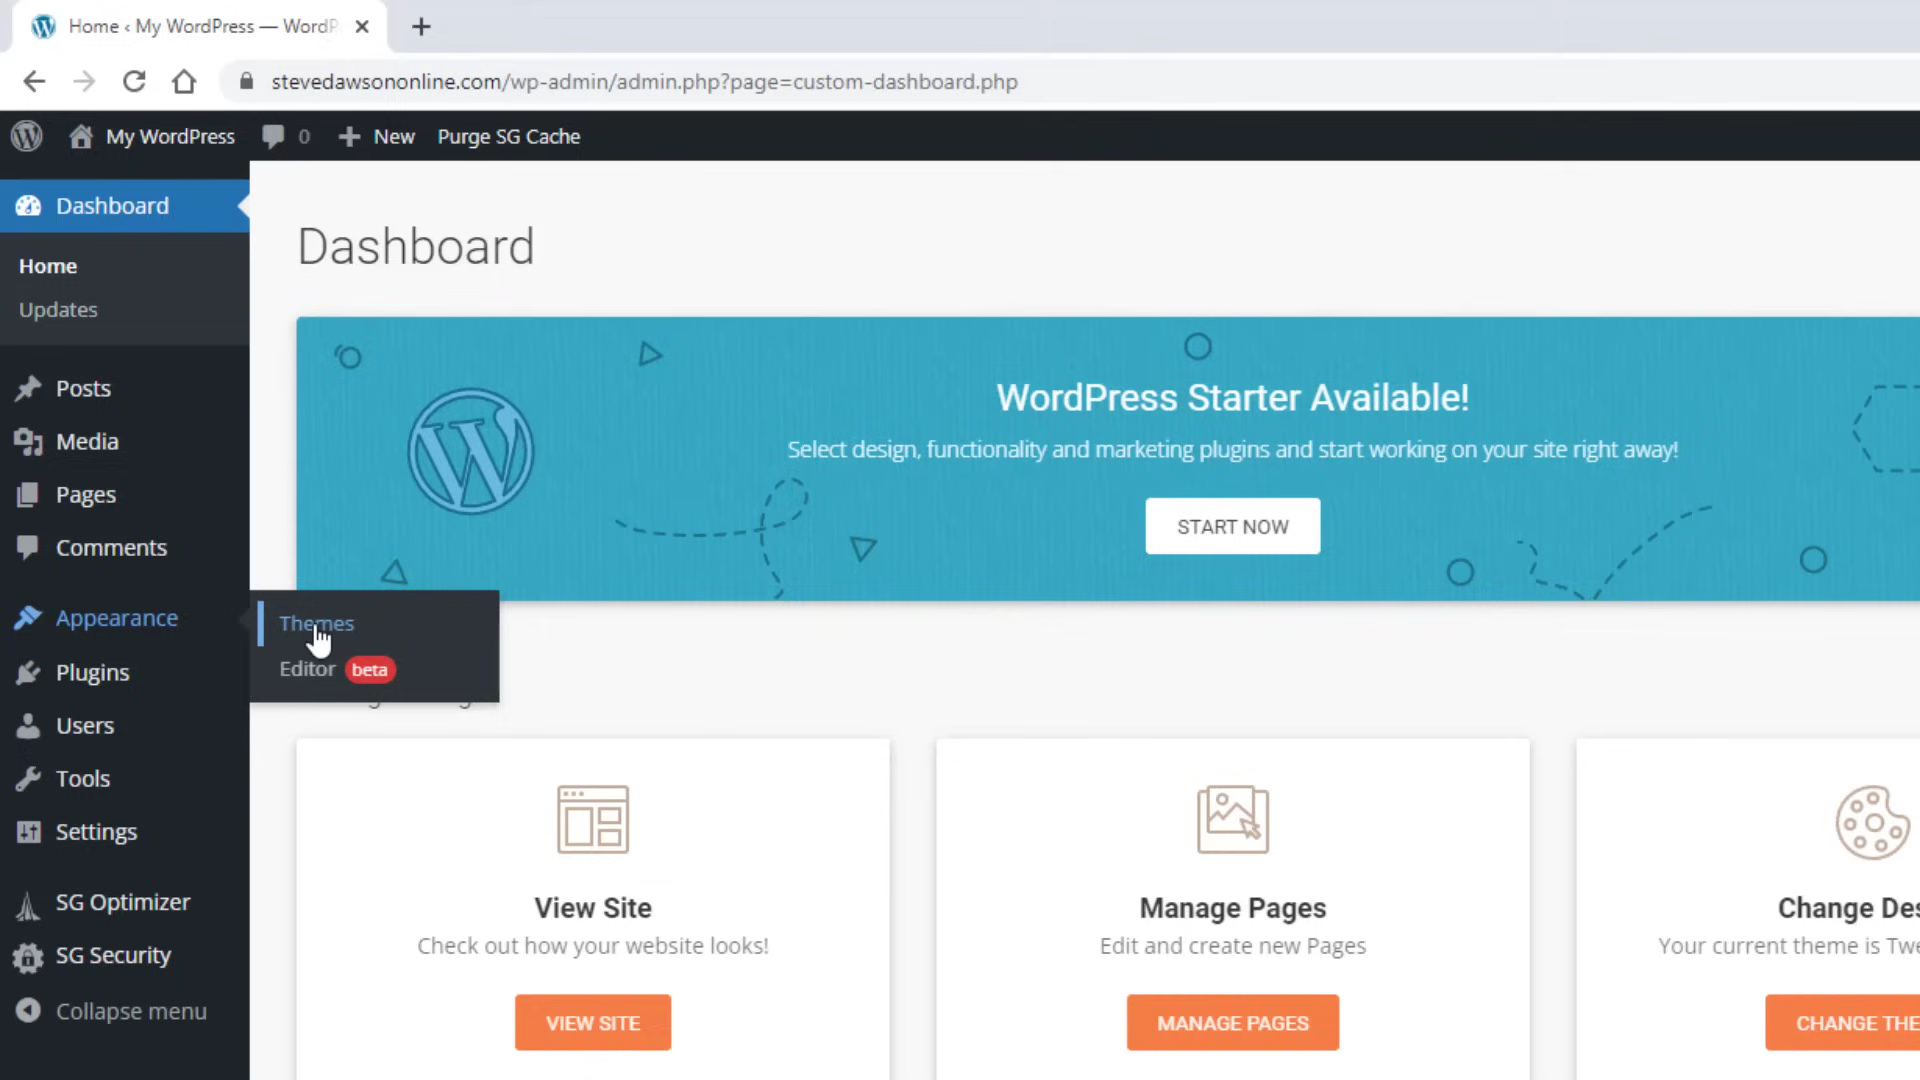 Home ‹ My WordPress — WordP
stevedawsononline.com/wp-admin/admin.php?page=custom-dashboard.php
My WordPress 0 New Purge SG Cache
Dashboard
Home
Updates
Posts
Media
Pages
Comments
Appearance
Plugins
Users
Tools
Settings
SG Optimizer
SG Security
Collapse menu
Themes
Editor beta
Dashboard
WordPress Starter Available!
Select design, functionality and marketing plugins and start working on your site right away!
START NOW
View Site
Check out how your website looks!
VIEW SITE
Manage Pages
Edit and create new Pages
MANAGE PAGES
Change Des
Your current theme is Twe
CHANGE THE